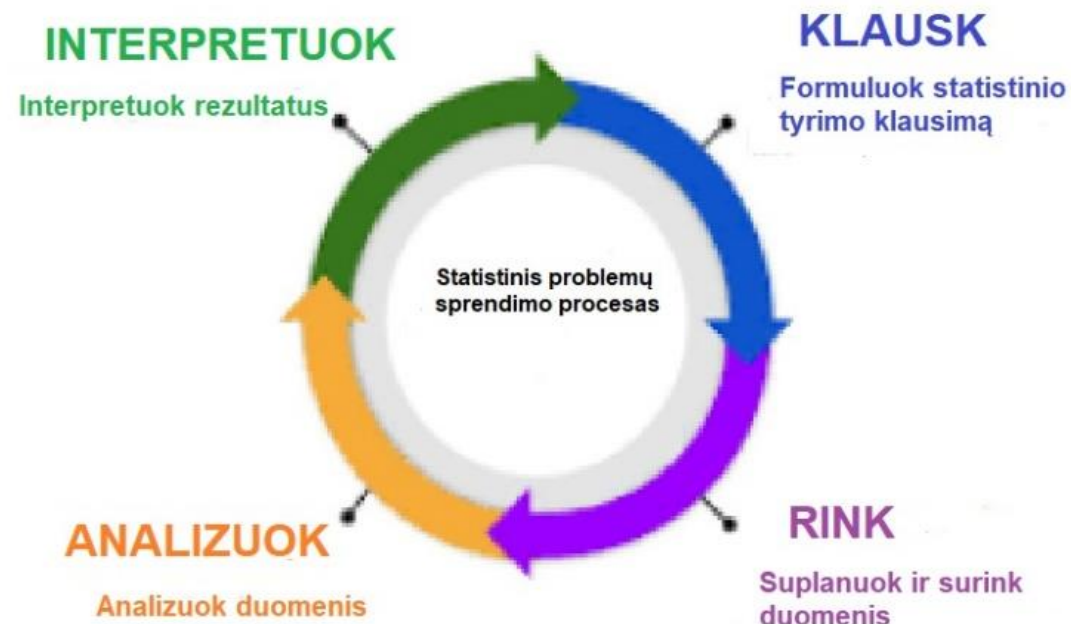 INTERPRETUOK
Interpretuok rezultatus
KLAUSK
Formuluok statistinio
tyrimo klausimą
Statistinis problemų
sprendimo procesas
ANALIZUOK
Analizuok duomenis
RINK
Suplanuok ir surink
duomenis